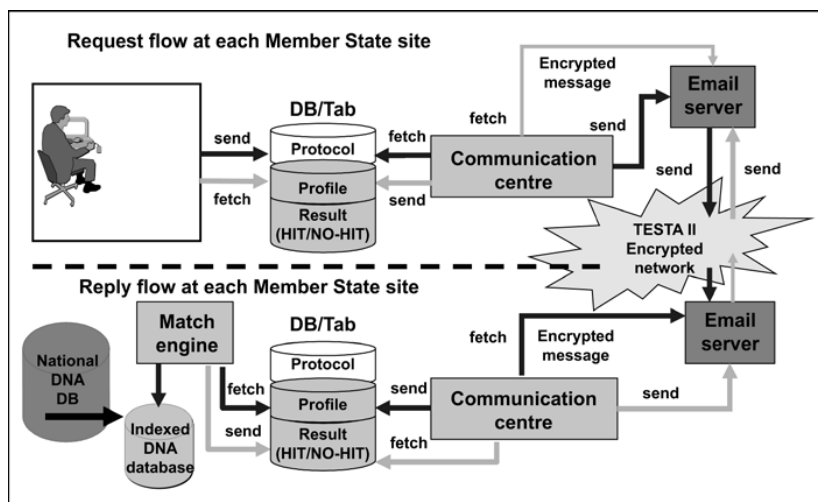 Request flow at each Member State site
Encrypted
message
Email
server
DB/Tab
fetch
send
send
fetch
Protocol
Communication
centre
send
send
fetch
Profile
send
Result
(HIT/NO-HIT)
TESTA II
Encrypted
network
Reply flow at each Member State site
Match
engine
DB/Tab
fetch
Encrypted
message
Email
server
National
DNA
DB
Protocol
fetch
send
Profile
Communication
centre
send
Indexed
DNA
database
send
Result
(HIT/NO-HIT)
fetch